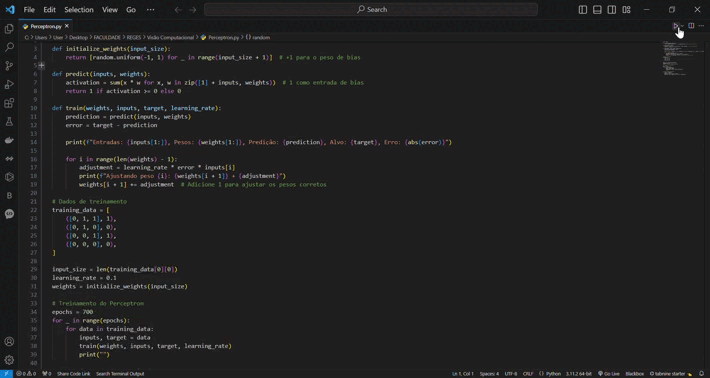 File Edit Selection View Go ... Search
Perceptron.py
C: > Users > User > Desktop > FACULDADE > REGES > Visão Computacional > Perceptron.py > random
3 def initialize_weights(input_size):
4 return [random.uniform(-1, 1) for _ in range(input_size + 1)] # +1 para o peso de bias
5
6 def predict(inputs, weights):
7 activation = sum(x * w for x, w in zip([1] + inputs, weights)) # 1 como entrada de bias
8 return 1 if activation >= 0 else 0
9
10 def train(weights, inputs, target, learning_rate):
11 prediction = predict(inputs, weights)
12 error = target - prediction
13
14 print(f"Entradas: {inputs[1:]}, Pesos: {weights[1:]}, Predição: {prediction}, Alvo: {target}, Erro: {abs(error)}")
15
16 for i in range(len(weights) - 1):
17 adjustment = learning_rate * error * inputs[i]
18 print(f"Ajustando peso {i}: {weights[i + 1]} + {adjustment}")
19 weights[i + 1] += adjustment # Adicione 1 para ajustar os pesos corretos
20
21 # Dados de treinamento
22 training_data = [
23 ([0, 1, 1], 1),
24 ([0, 1, 0], 0),
25 ([0, 0, 1], 1),
26 ([0, 0, 0], 0),
27 ]
28
29 input_size = len(training_data[0][0])
30 learning_rate = 0.1
31 weights = initialize_weights(input_size)
32
33 # Treinamento do Perceptron
34 epochs = 700
35 for _ in range(epochs):
36 for data in training_data:
37 inputs, target = data
38 train(weights, inputs, target, learning_rate)
39 print("")
40
0 0 0 Share Code Link Search Terminal Output Ln 1, Col 1 Spaces: 4 UTF-8 CRLF Python 3.11.2 64-bit Go Live Blackbox tabnine starter